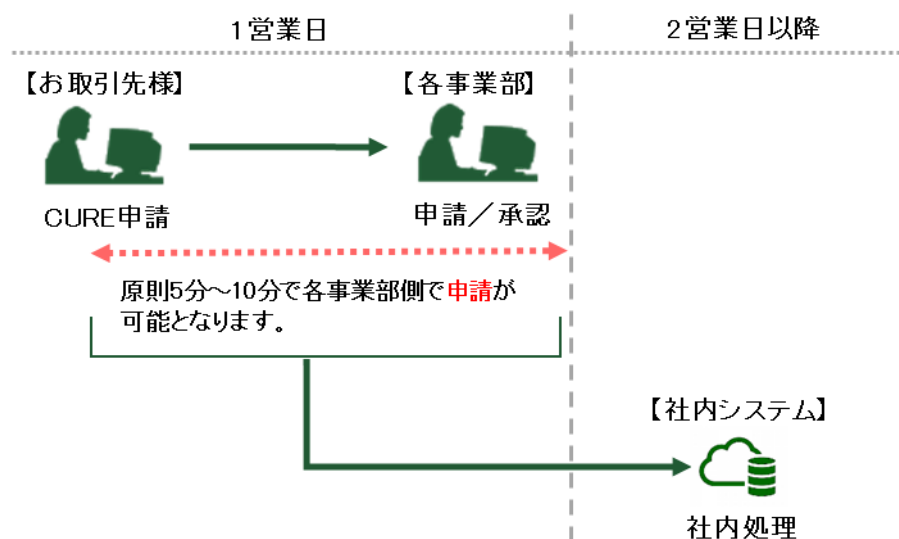 １営業日
２営業日以降
【お取引先様】
【各事業部】
CURE申請
申請／承認
原則5分～10分で各事業部側で申請が
可能となります。
【社内システム】
社内処理